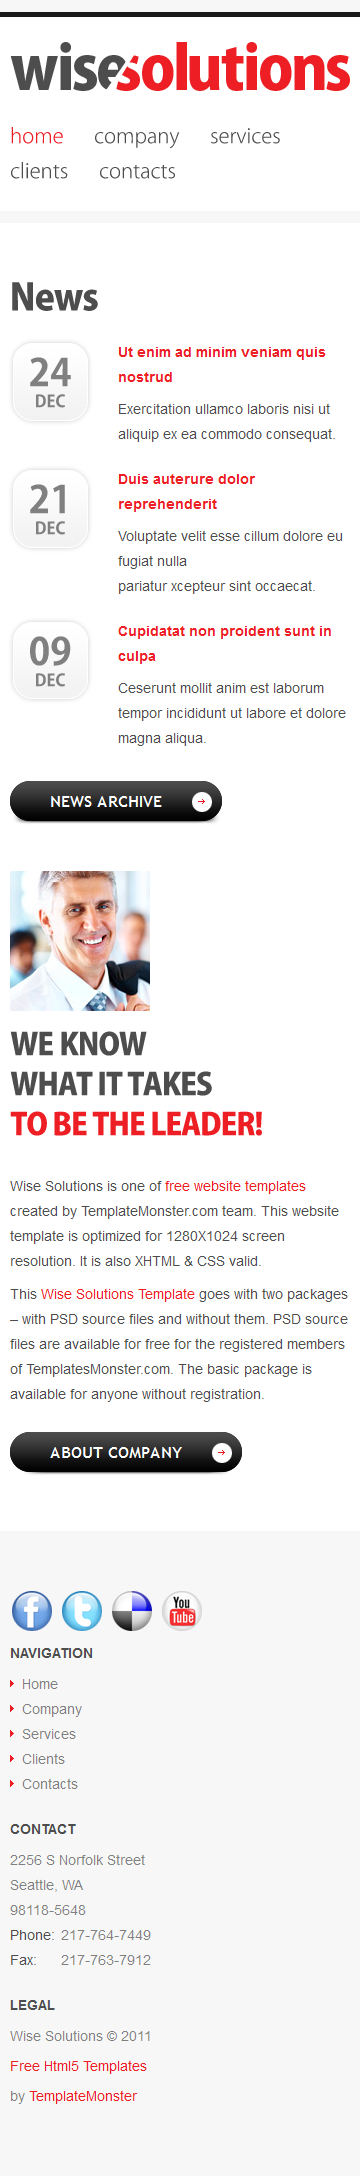 wisesolutions
home company services
clients contacts
News
24
DEC
Ut enim ad minim veniam quis
nostrud
Exercitation ullamco laboris nisi ut
aliquip ex ea commodo consequat.
21
DEC
Duis auterure dolor
reprehenderit
Voluptate velit esse cillum dolore eu
fugiat nulla
pariatur xcepteur sint occaecat.
09
DEC
Cupidatat non proident sunt in
culpa
Ceserunt mollit anim est laborum
tempor incididunt ut labore et dolore
magna aliqua.
NEWS ARCHIVE
WE KNOW
WHAT IT TAKES
TO BE THE LEADER!
Wise Solutions is one of free website templates
created by TemplateMonster.com team. This website
template is optimized for 1280X1024 screen
resolution. It is also XHTML & CSS valid.
This Wise Solutions Template goes with two packages
– with PSD source files and without them. PSD source
files are available for free for the registered members
of TemplatesMonster.com. The basic package is
available for anyone without registration.
ABOUT COMPANY
f t You Tube
NAVIGATION
Home
Company
Services
Clients
Contacts
CONTACT
2256 S Norfolk Street
Seattle, WA
98118-5648
Phone: 217-764-7449
Fax: 217-763-7912
LEGAL
Wise Solutions © 2011
Free Html5 Templates
by TemplateMonster